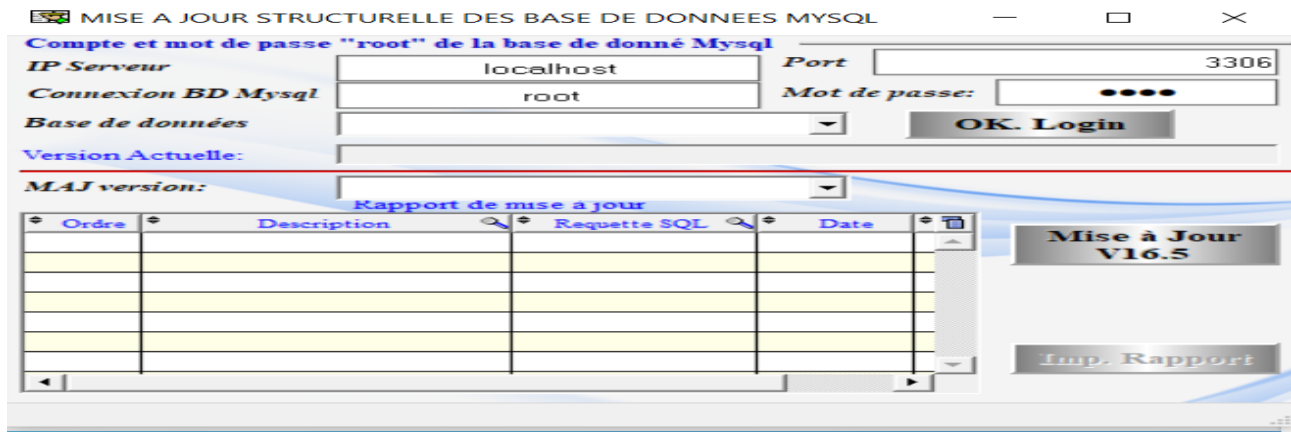 MISE A JOUR STRUCTURELLE DES BASE DE DONNEES MYSQL
Compte et mot de passe "root" de la base de donné Mysql
IP Serveur localhost Port 3306
Connexion BD Mysql root Mot de passe: ●●●●
Base de données OK. Login
Version Actuelle:
MAJ version:
Rapport de mise à jour
Ordre Description Requette SQL Date
Mise à Jour
V16.5
Imp. Rapport